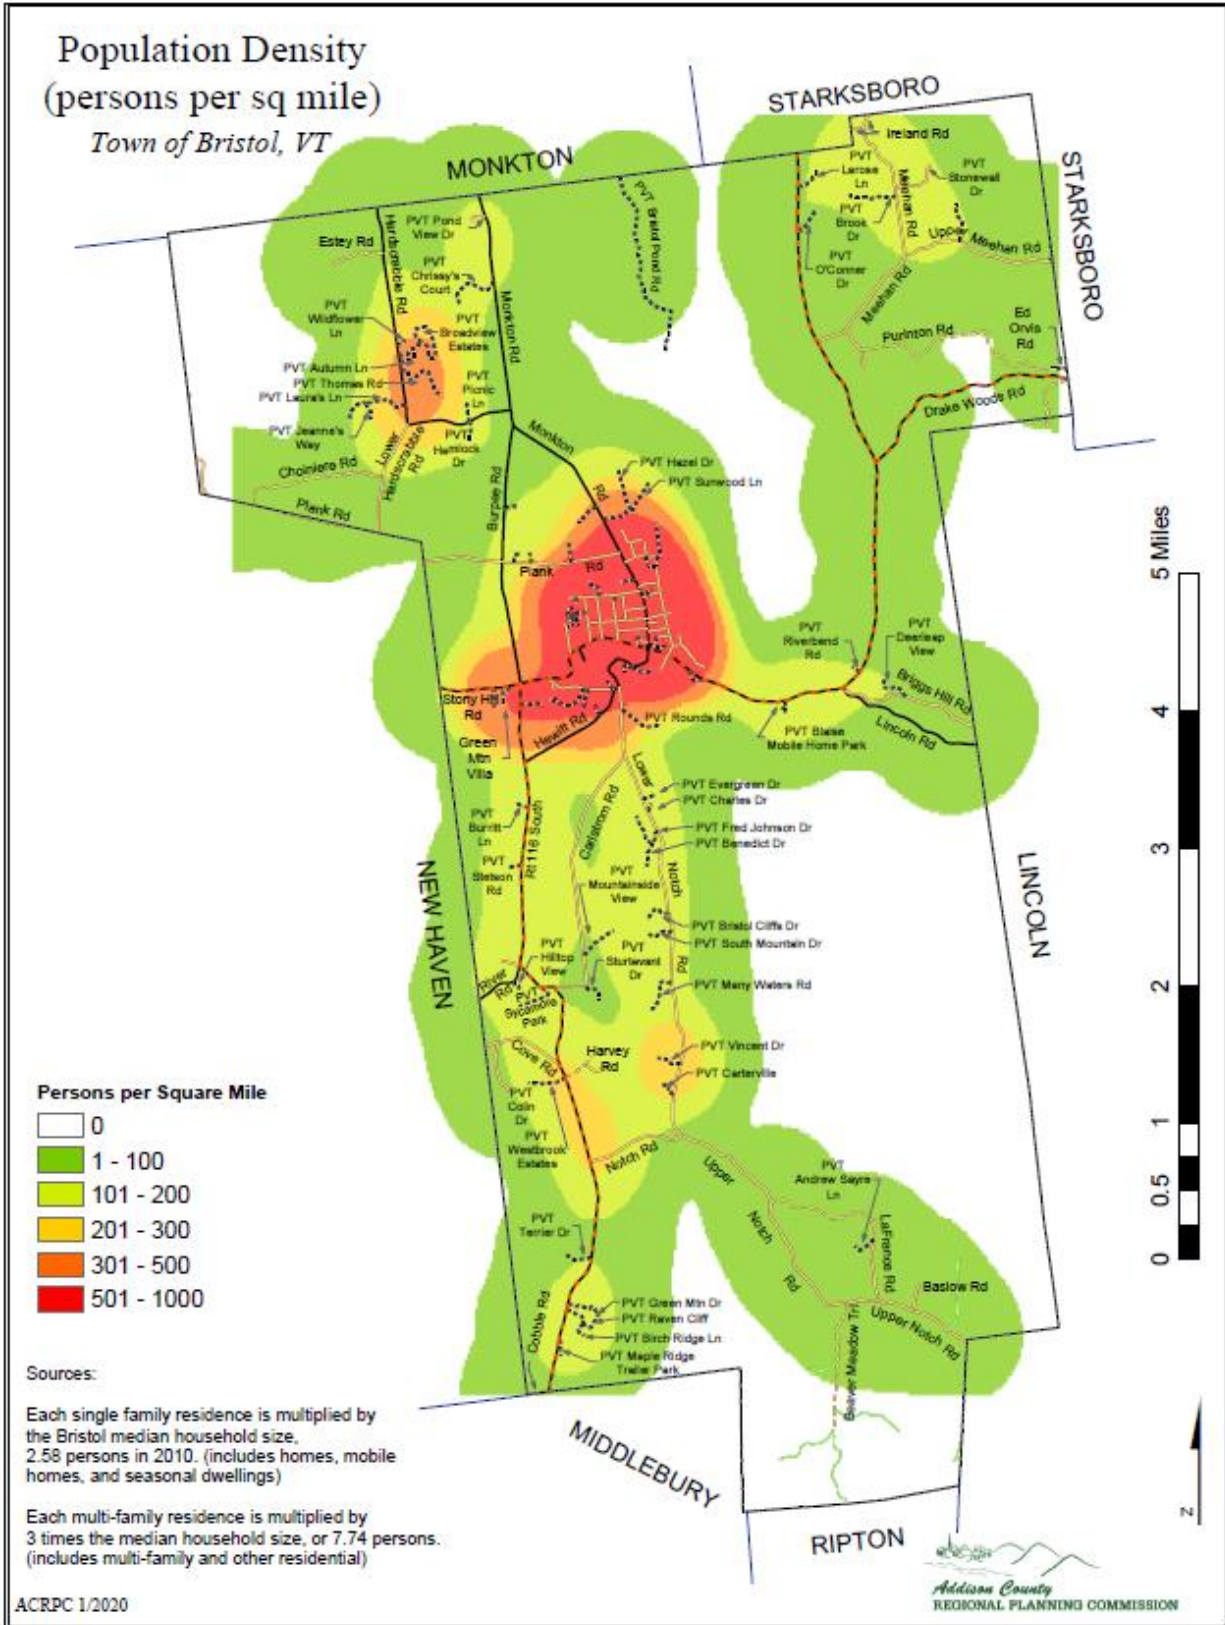 Population Density
(persons per sq mile)
Town of Bristol, VT
STARKSBORO
MONKTON
STARKSBORO
Ireland Rd
PVT
Larose
Ln
PVT
Stonewall
Dr
Meehan Rd
PVT
Brook
Dr
Upper
Meehan Rd
PVT
O'Conner
Dr
Meehan Rd
Purinton Rd
Ed
Orvis
Rd
Drake Woods Rd
PVT Bristol Pond Rd
PVT Pond
View Dr
Estey Rd
Hardscrabble Rd
PVT
Chrissy's
Court
Monkton Rd
PVT
Wildflower
Ln
PVT
Broadview
Estates
PVT Autumn Ln
PVT Thomas Rd
PVT Laurels Ln
PVT
Picnic
Ln
PVT Jeanne's
Way
Lower
Hardscrabble
Rd
PVT
Hemlock
Dr
Monkton
Rd
Choiniere Rd
Plank Rd
Burpee Rd
PVT Hazel Dr
PVT Sunwood Ln
Plank
Rd
PVT
Riverbend
Rd
PVT
Deerleap
View
Briggs Hill Rd
Lincoln Rd
Stony Hill
Rd
Hewitt Rd
PVT Rounds Rd
PVT Blaise
Mobile Home Park
Green
Mtn
Villa
Lower
Notch
Rd
PVT Evergreen Dr
PVT Charles Dr
Carlstrom Rd
PVT Fred Johnson Dr
PVT Benedict Dr
PVT
Burritt
Ln
Rt 116 South
PVT
Stetson
Rd
PVT
Mountainside
View
NEW HAVEN
LINCOLN
PVT Bristol Cliffs Dr
PVT South Mountain Dr
PVT
Hilltop
View
PVT
Sturtevant
Dr
PVT Many Waters Rd
River
Rd
PVT
Sycamore
Park
Cove Rd
Harvey
Rd
PVT Vincent Dr
PVT Carterville
PVT
Colin
Dr
PVT
Westbrook
Estates
Notch Rd
Upper
Notch
Rd
PVT
Andrew Sayre
Ln
LaFrance Rd
Baslow Rd
Upper Notch Rd
Beaver Meadow Trl
PVT
Terrier Dr
Cobble Rd
PVT Green Mtn Dr
PVT Raven Cliff
PVT Birch Ridge Ln
PVT Maple Ridge
Trailer Park
MIDDLEBURY
RIPTON
5 Miles
4
3
2
1
0.5
0
N
Persons per Square Mile
0
1 - 100
101 - 200
201 - 300
301 - 500
501 - 1000
Sources:
Each single family residence is multiplied by
the Bristol median household size,
2.58 persons in 2010. (includes homes, mobile
homes, and seasonal dwellings)
Each multi-family residence is multiplied by
3 times the median household size, or 7.74 persons.
(includes multi-family and other residential)
ACRPC 1/2020
Addison County
REGIONAL PLANNING COMMISSION